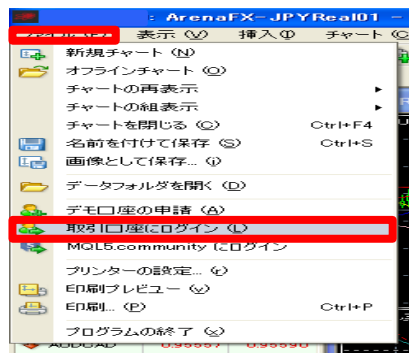 : ArenaFX-JPYReal01 -
表示 (V) 挿入(I) チャート (C
新規チャート (N)
オフラインチャート (O)
チャートの再表示
チャートの組表示
チャートを閉じる (C) Ctrl+F4
名前を付けて保存 (S) Ctrl+S
画像として保存... (I)
データフォルダを開く (D)
デモ口座の申請 (A)
取引口座にログイン (L)
MQL5.community にログイン
プリンターの設定... (r)
印刷プレビュー (v)
印刷... (P) Ctrl+P
プログラムの終了 (X)
AUDCAD 0.95557 0.95590